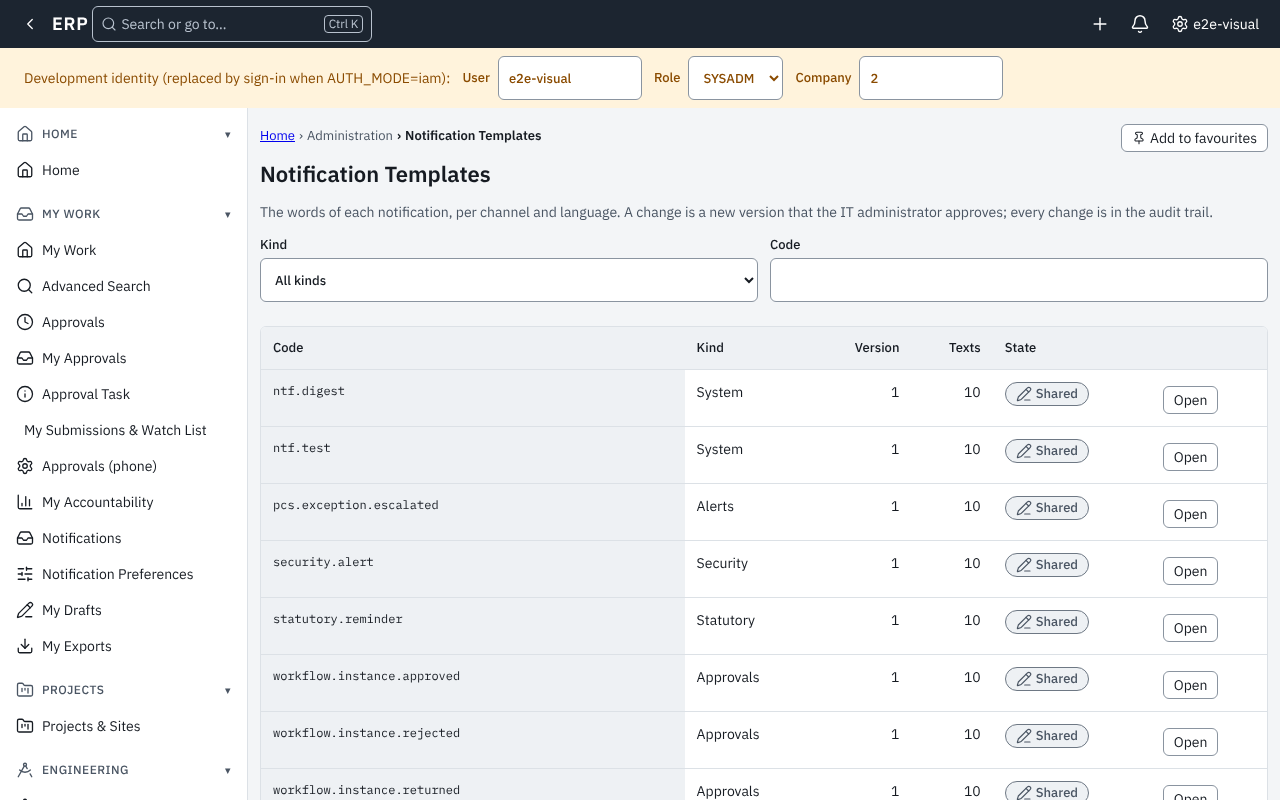 ERP
Search or go to...
Ctrl K
e2e-visual
Development identity (replaced by sign-in when AUTH_MODE=iam):
User
e2e-visual
Role
SYSADM
Company
2
HOME
Home
MY WORK
My Work
Advanced Search
Approvals
My Approvals
Approval Task
My Submissions & Watch List
Approvals (phone)
My Accountability
Notifications
Notification Preferences
My Drafts
My Exports
PROJECTS
Projects & Sites
ENGINEERING
Home › Administration › Notification Templates
Add to favourites
Notification Templates
The words of each notification, per channel and language. A change is a new version that the IT administrator approves; every change is in the audit trail.
Kind
All kinds
Code
Code Kind Version Texts State
ntf.digest System 1 10 Shared Open
ntf.test System 1 10 Shared Open
pcs.exception.escalated Alerts 1 10 Shared Open
security.alert Security 1 10 Shared Open
statutory.reminder Statutory 1 10 Shared Open
workflow.instance.approved Approvals 1 10 Shared Open
workflow.instance.rejected Approvals 1 10 Shared Open
workflow.instance.returned Approvals 1 10 Shared Open